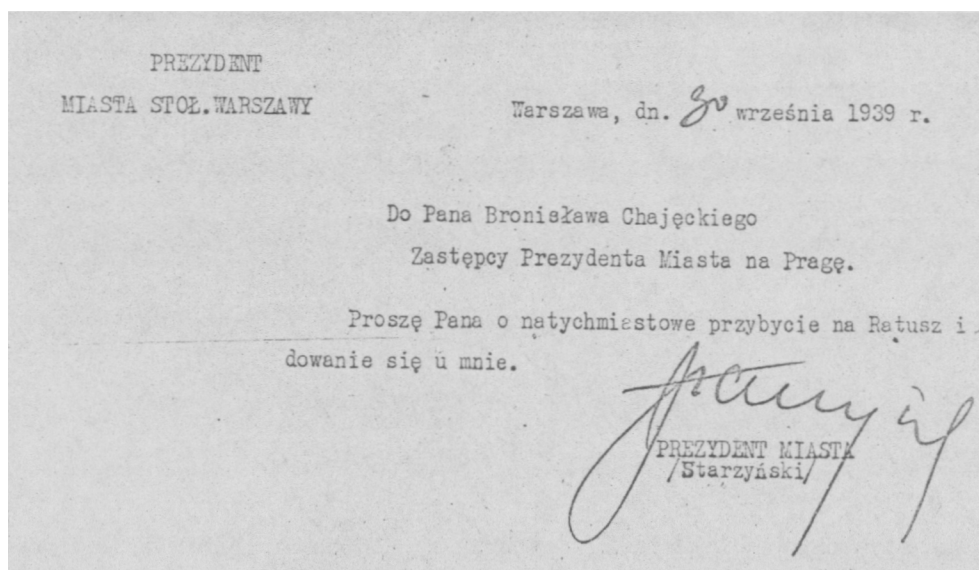 PREZYDENT
MIASTA STOŁ.WARSZAWY
Warszawa, dn. 30 września 1939 r.
Do Pana Bronisława Chajęckiego
Zastępcy Prezydenta Miasta na Pragę.
Proszę Pana o natychmiastowe przybycie na Ratusz i
dowanie się u mnie.
PREZYDENT MIASTA
/Starzyński/